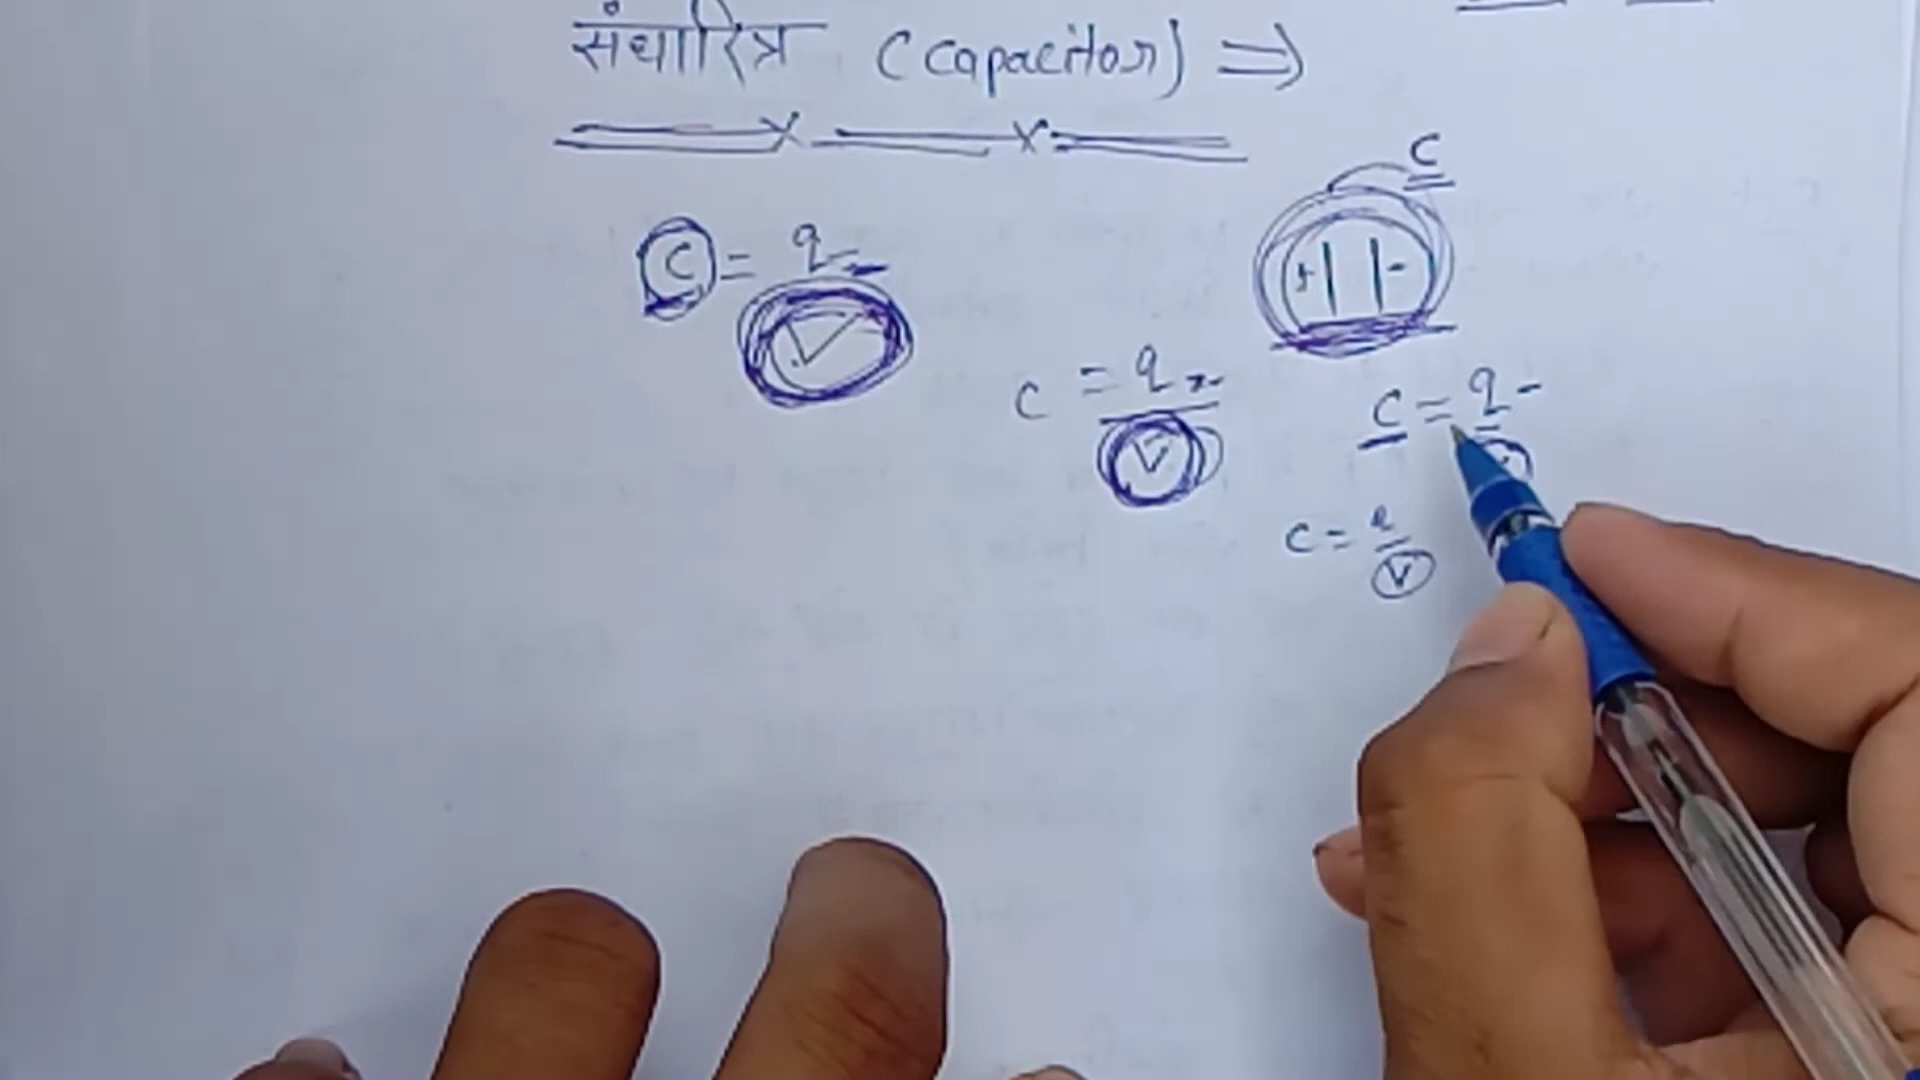 संधारित्र (capacitor) ⇒
C
C = q
V
+ | | -
C = q
V
C = q
C = q
V